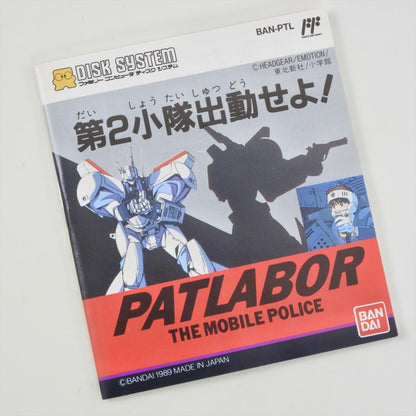 DISK SYSTEM
ファミリー コンピュータ ディスク システム
BAN-PTL
©HEADGEAR/EMOTION/
東北新社/小学館
だい しょう たい しゅつ どう
第2小隊出動せよ!
PATLABOR
THE MOBILE POLICE
BAN
DAI
©BANDAI 1989 MADE IN JAPAN